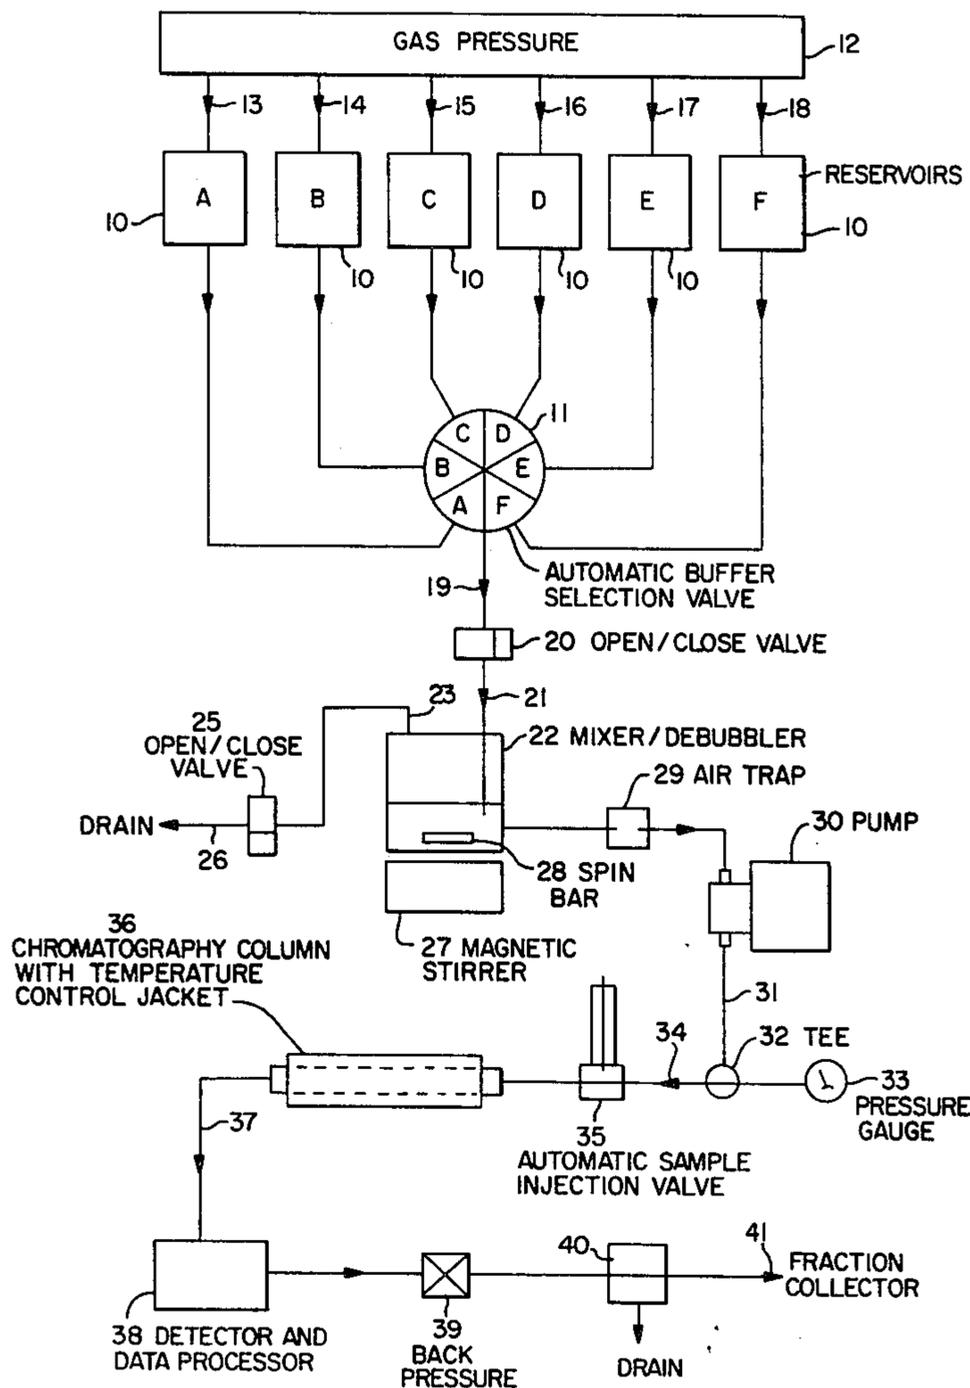 GAS PRESSURE
12
13
14
15
16
17
18
A
B
C
D
E
F
RESERVOIRS
10
10
10
10
10
10
11
C
D
B
E
A
F
AUTOMATIC BUFFER
SELECTION VALVE
19
20 OPEN/CLOSE VALVE
23
21
25
OPEN/CLOSE
VALVE
22 MIXER/DEBUBBLER
29 AIR TRAP
DRAIN
26
30 PUMP
28 SPIN
BAR
27 MAGNETIC
STIRRER
36
CHROMATOGRAPHY COLUMN
WITH TEMPERATURE
CONTROL JACKET
31
34
32 TEE
33
PRESSURE
GAUGE
35
AUTOMATIC SAMPLE
INJECTION VALVE
37
40
41
FRACTION
COLLECTOR
38 DETECTOR AND
DATA PROCESSOR
39
BACK
PRESSURE
DRAIN